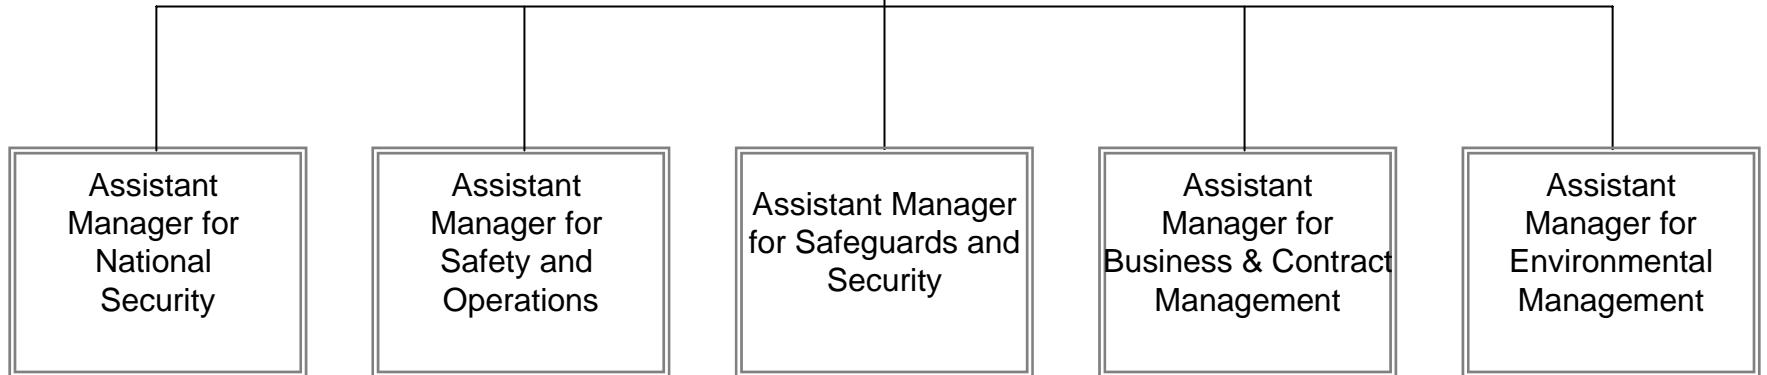 Assistant
Manager for
National
Security
Assistant
Manager for
Safety and
Operations
Assistant Manager
for Safeguards and
Security
Assistant
Manager for
Business & Contract
Management
Assistant
Manager for
Environmental
Management